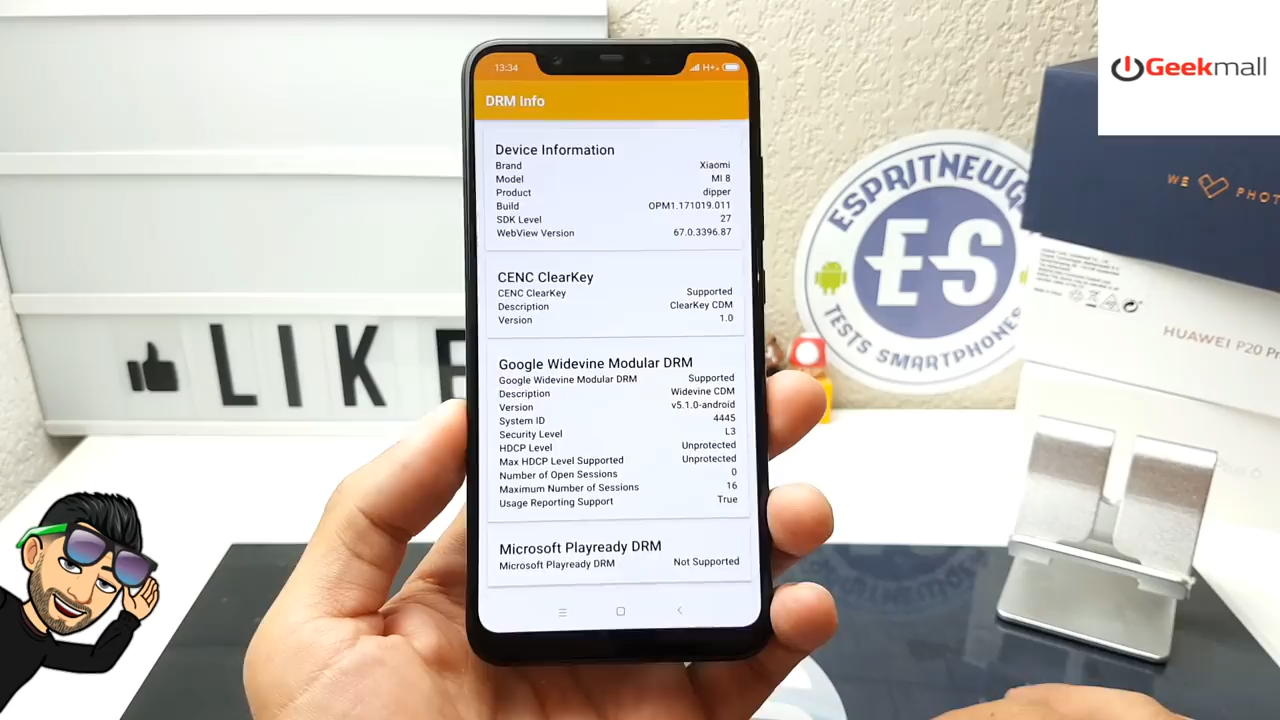 13:34
H+
DRM Info
Device Information
Brand Xiaomi
Model MI 8
Product dipper
Build OPM1.171019.011
SDK Level 27
WebView Version 67.0.3396.87
CENC ClearKey
CENC ClearKey Supported
Description ClearKey CDM
Version 1.0
Google Widevine Modular DRM
Google Widevine Modular DRM Supported
Description Widevine CDM
Version v5.1.0-android
System ID 4445
Security Level L3
HDCP Level Unprotected
Max HDCP Level Supported Unprotected
Number of Open Sessions 0
Maximum Number of Sessions 16
Usage Reporting Support True
Microsoft Playready DRM
Microsoft Playready DRM Not Supported
LIKE
ESPRITNEWG
ES
TESTS SMARTPHONES
Geekmall
WE PHOT
HUAWEI P20 P